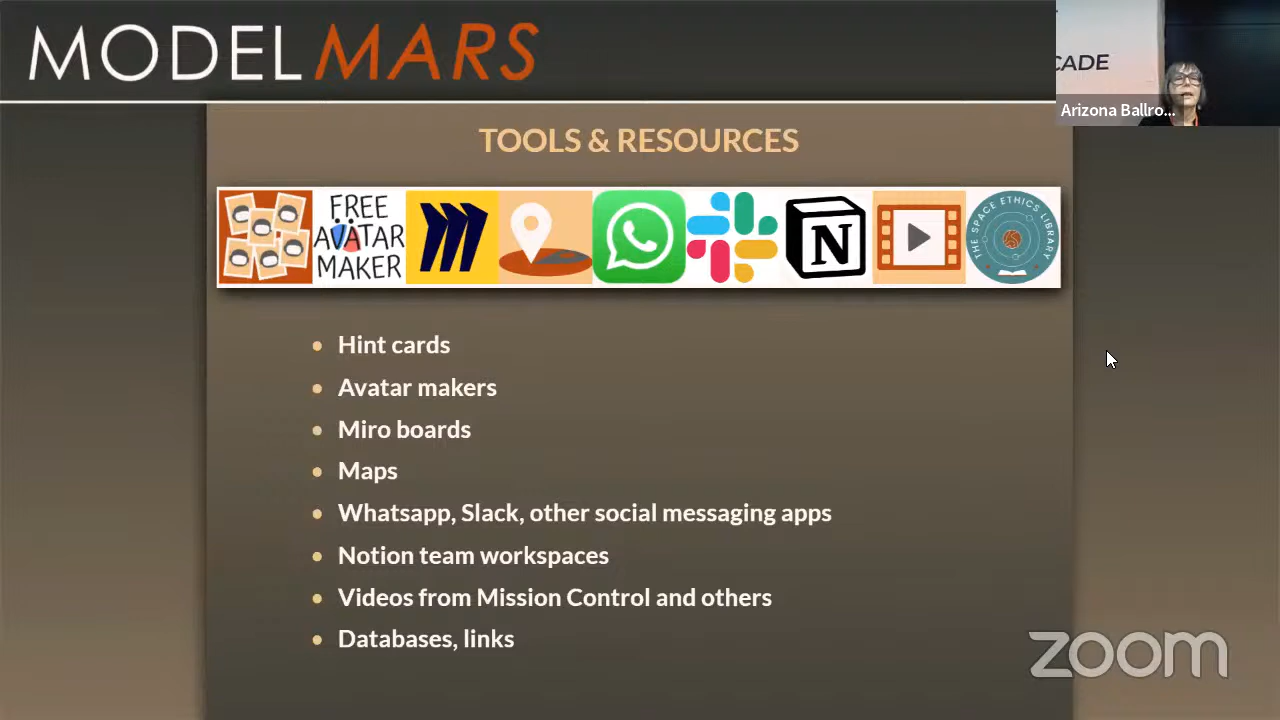 MODELMARS
CADE
Arizona Ballro...
TOOLS & RESOURCES
FREE
AVATAR
MAKER
N
THE SPACE ETHICS LIBRARY
Hint cards
Avatar makers
Miro boards
Maps
Whatsapp, Slack, other social messaging apps
Notion team workspaces
Videos from Mission Control and others
Databases, links
zoom